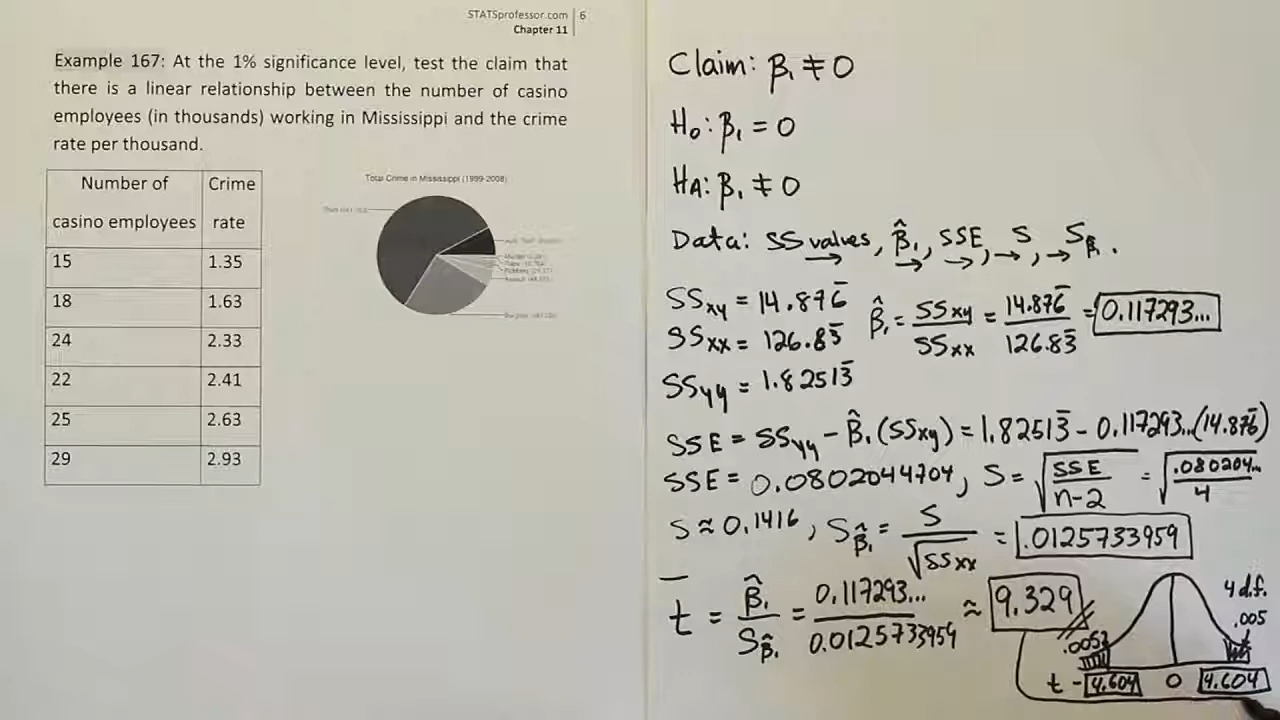 STATSprofessor.com 6
Chapter 11
Example 167: At the 1% significance level, test the claim that
there is a linear relationship between the number of casino
employees (in thousands) working in Mississippi and the crime
rate per thousand.
Number of casino employees Crime rate
15 1.35
18 1.63
24 2.33
22 2.41
25 2.63
29 2.93
Total Crime in Mississippi (1999-2008)
Claim: β₁ ≠ 0
H₀: β₁ = 0
HA: β₁ ≠ 0
Data: SS values, β̂₁, SSE, S, Sβ̂₁.
SSxy = 14.876̅
SSxx = 126.83̅
SSyy = 1.82513̅
β̂₁ = SSxy/SSxx = 14.876̅/126.83̅ = 0.117293...
SSE = SSyy - β̂₁(SSxy) = 1.82513̅ - 0.117293...(14.876̅)
SSE = 0.0802044704, S = √(SSE/n-2) = √(.080204.../4)
S ≈ 0.1416, Sβ̂₁ = S/√SSxx = .0125733959
t = β̂₁/Sβ̂₁ = 0.117293.../0.0125733959 ≈ 9.329
4 d.f.
.005
.005
t -4.604 0 4.604